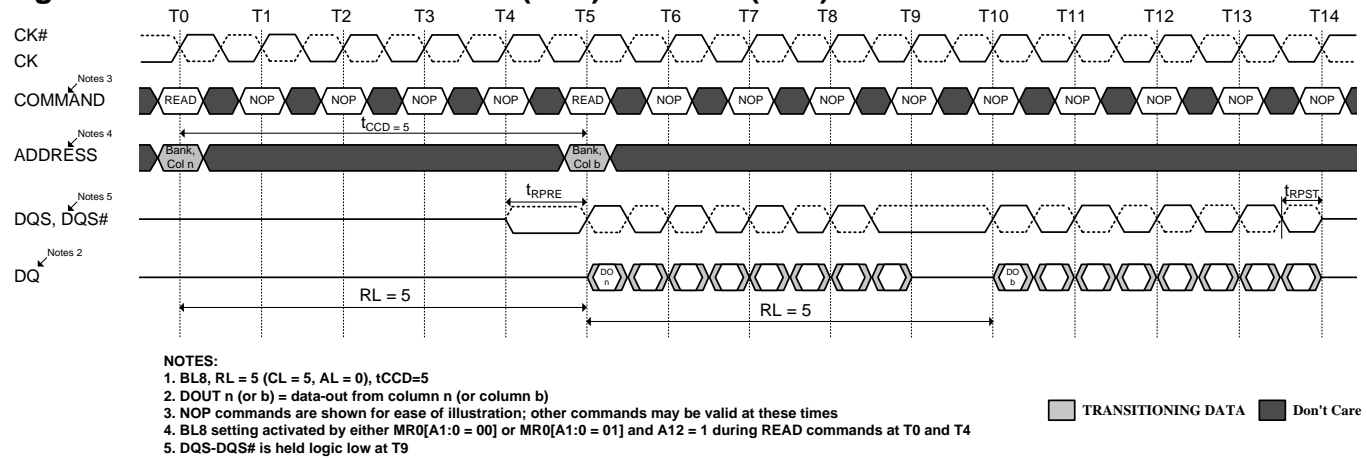 T0 T1 T2 T3 T4 T5 T6 T7 T8 T9 T10 T11 T12 T13 T14
CK#
CK
Notes 3
COMMAND
READ NOP NOP NOP NOP READ NOP NOP NOP NOP NOP NOP NOP NOP NOP
tCCD = 5
Notes 4
ADDRESS
Bank, Col n
Bank, Col b
Notes 5
DQS, DQS#
tRPRE
tRPST
Notes 2
DQ
DO n
DO b
RL = 5
RL = 5
NOTES:
1. BL8, RL = 5 (CL = 5, AL = 0), tCCD=5
2. DOUT n (or b) = data-out from column n (or column b)
3. NOP commands are shown for ease of illustration; other commands may be valid at these times
4. BL8 setting activated by either MR0[A1:0 = 00] or MR0[A1:0 = 01] and A12 = 1 during READ commands at T0 and T4
5. DQS-DQS# is held logic low at T9
TRANSITIONING DATA
Don't Care